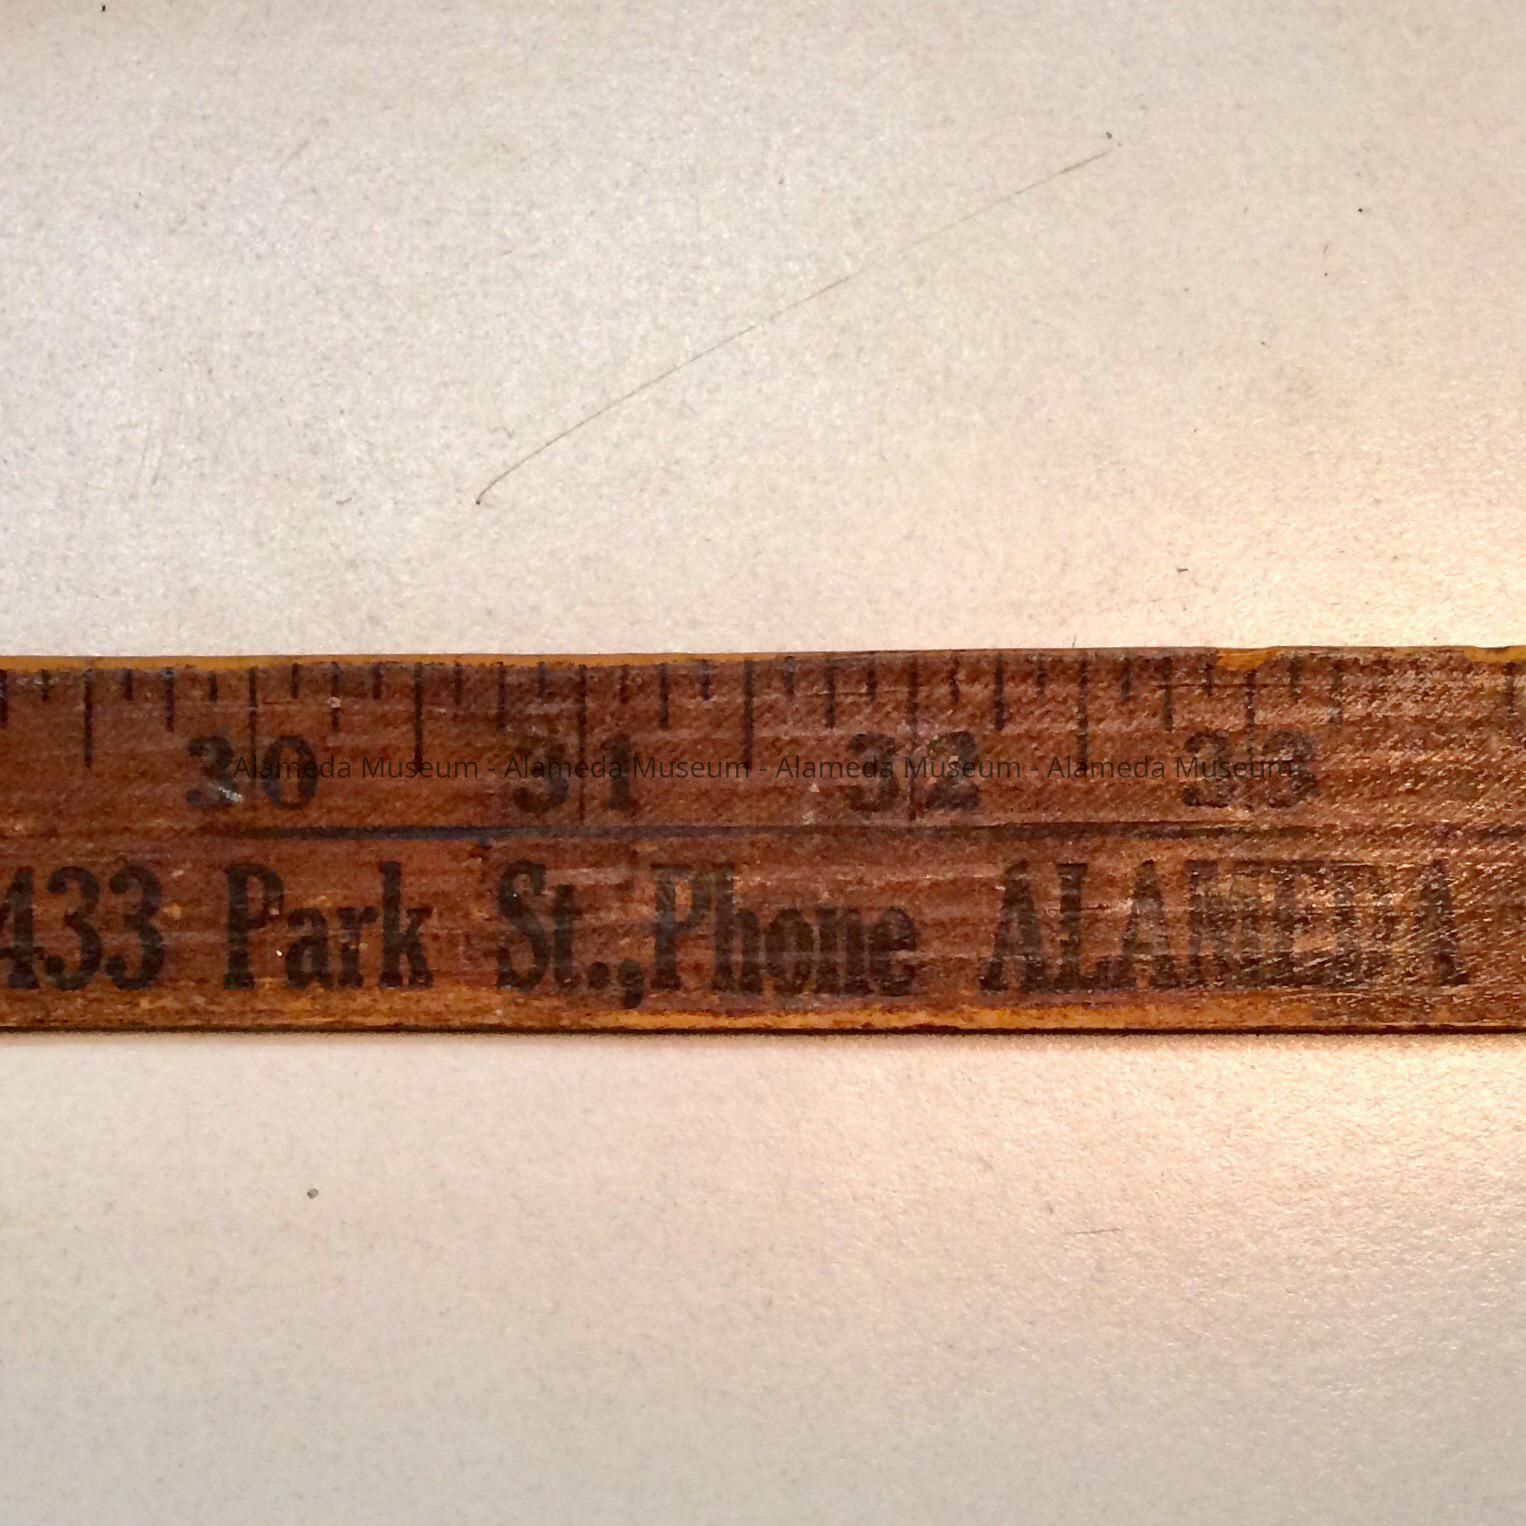 30 31 32 33
Alameda Museum - Alameda Museum - Alameda Museum - Alameda Museum
433 Park St., Phone ALAMEDA